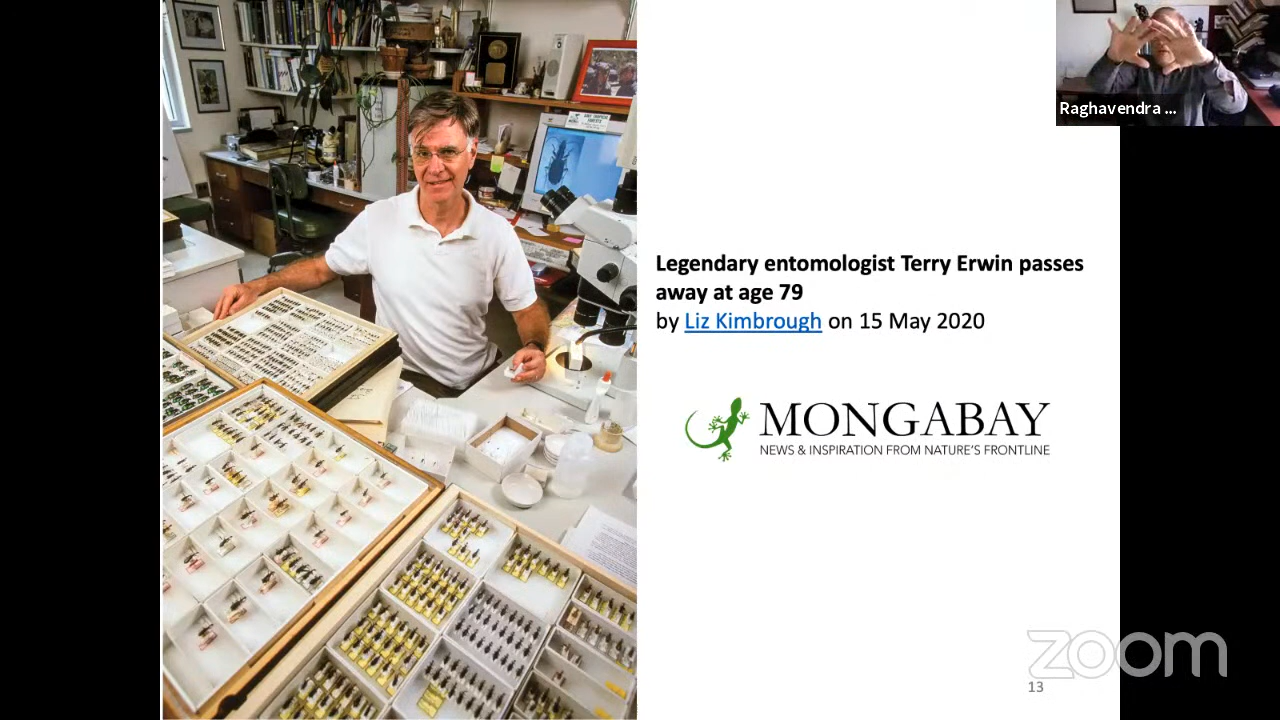 Raghavendra ...
Legendary entomologist Terry Erwin passes
away at age 79
by Liz Kimbrough on 15 May 2020
MONGABAY
NEWS & INSPIRATION FROM NATURE'S FRONTLINE
zoom
13